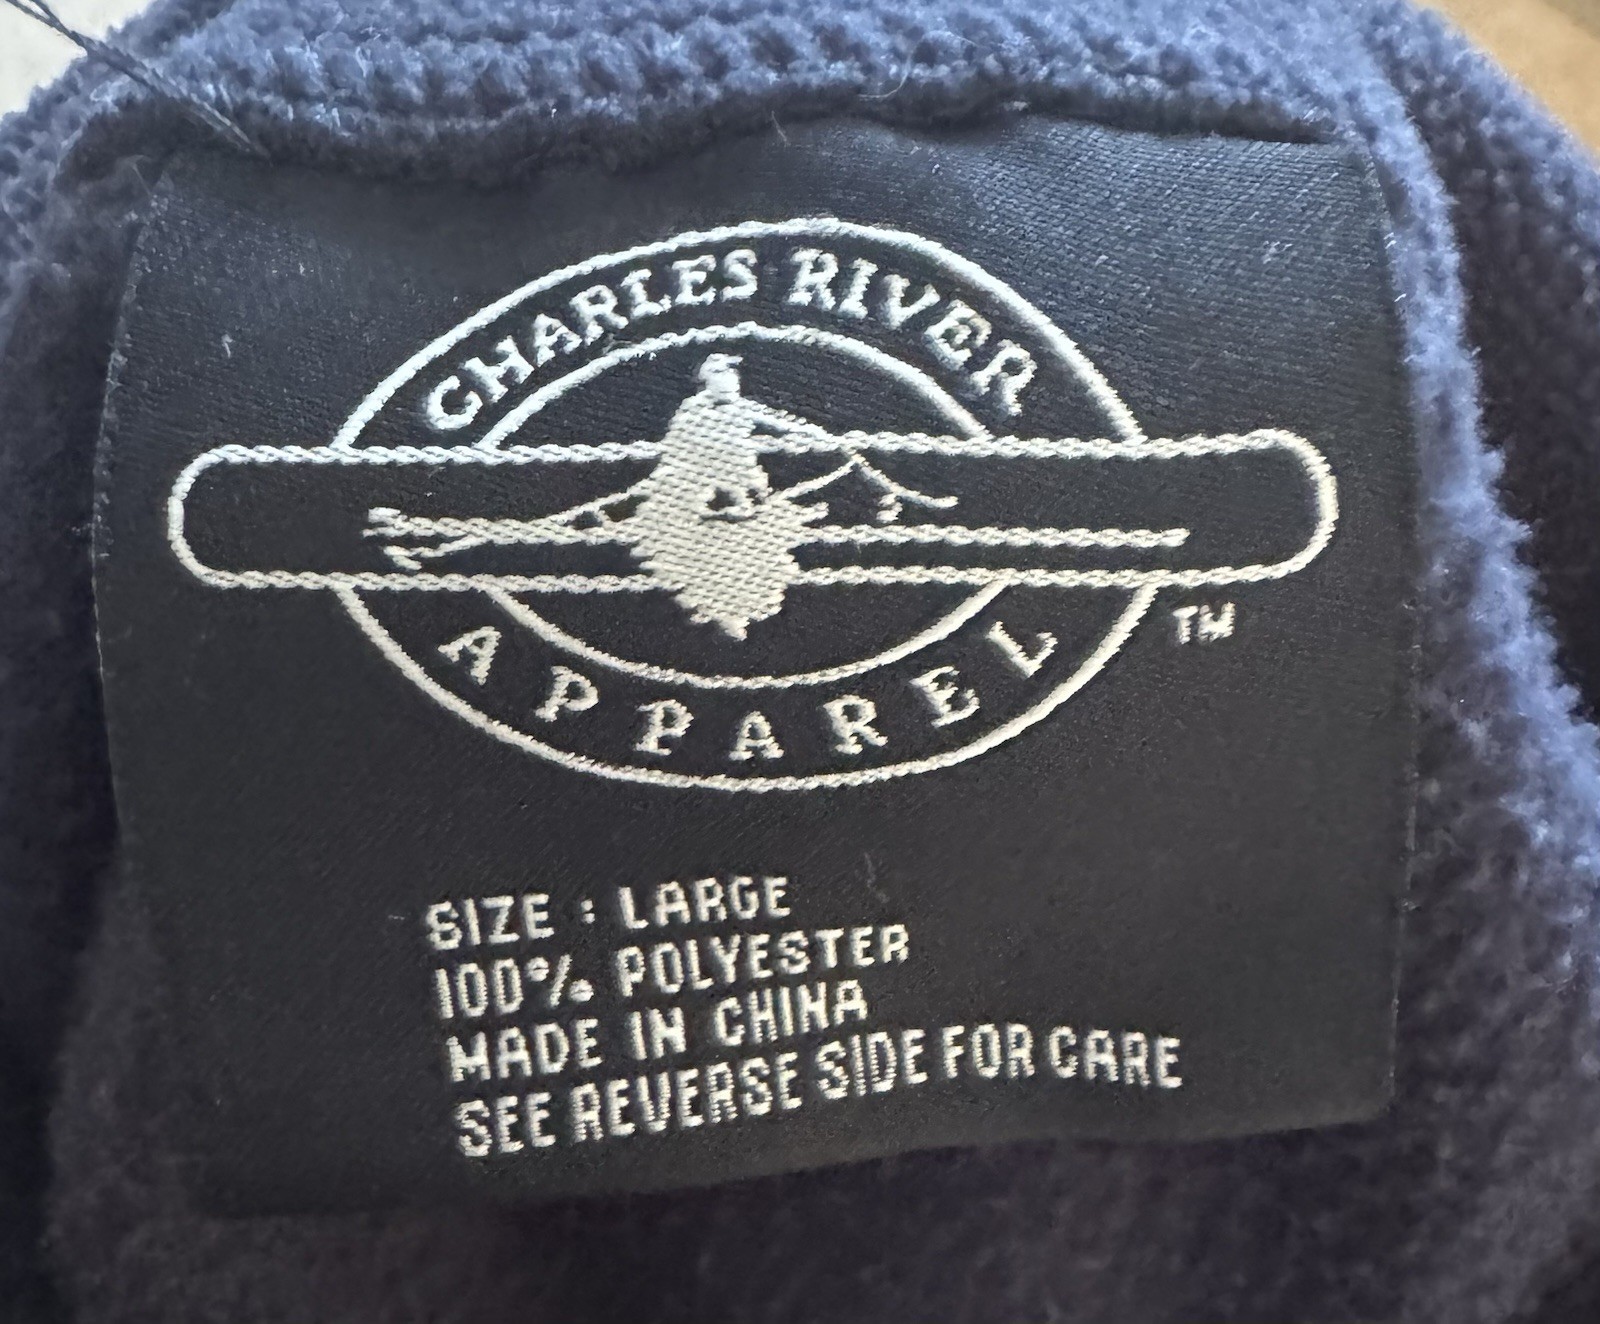 CHARLES RIVER
APPAREL
TM
SIZE : LARGE
100% POLYESTER
MADE IN CHINA
SEE REVERSE SIDE FOR CARE